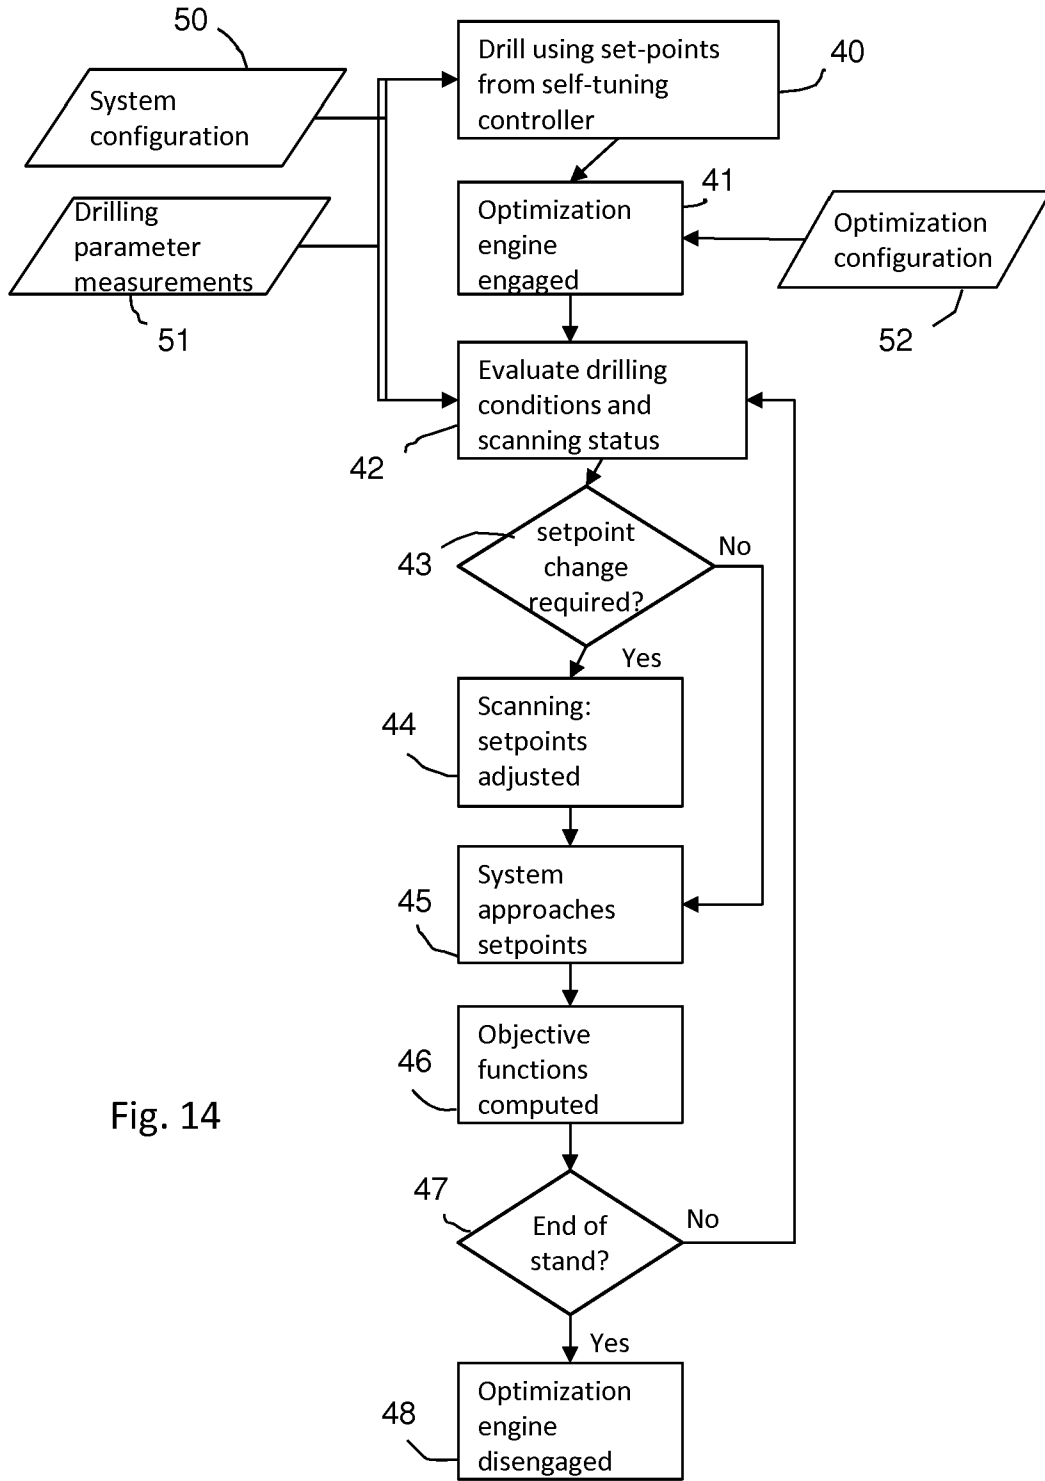 50
System
configuration
Drill using set-points
from self-tuning
controller
40
Drilling
parameter
measurements
51
41
Optimization
engine
engaged
Optimization
configuration
52
Evaluate drilling
conditions and
scanning status
42
43
setpoint
change
required?
No
Yes
44
Scanning:
setpoints
adjusted
45
System
approaches
setpoints
46
Objective
functions
computed
Fig. 14
47
End of
stand?
No
Yes
48
Optimization
engine
disengaged